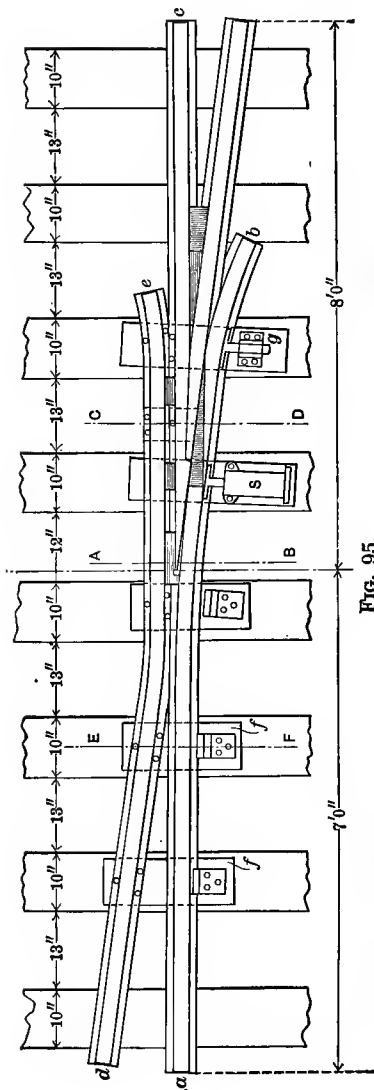 10" 13" 10" 13" 10" 13" 10" 12" 10" 13" 10" 13" 10" 13" 10"
A C
E
d e
c
a
b
g
S
f f
F B D
7'0" 8'0"
FIG. 95